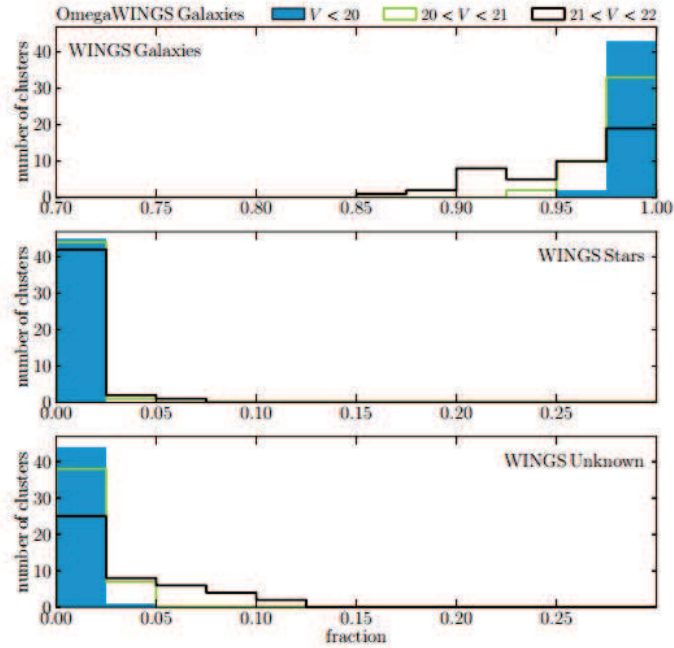 OmegaWINGS Galaxies V < 20 20 < V < 21 21 < V < 22
WINGS Galaxies
number of clusters
40
30
20
10
0
0.70 0.75 0.80 0.85 0.90 0.95 1.00
WINGS Stars
number of clusters
40
30
20
10
0
0.00 0.05 0.10 0.15 0.20 0.25
WINGS Unknown
number of clusters
40
30
20
10
0
0.00 0.05 0.10 0.15 0.20 0.25
fraction